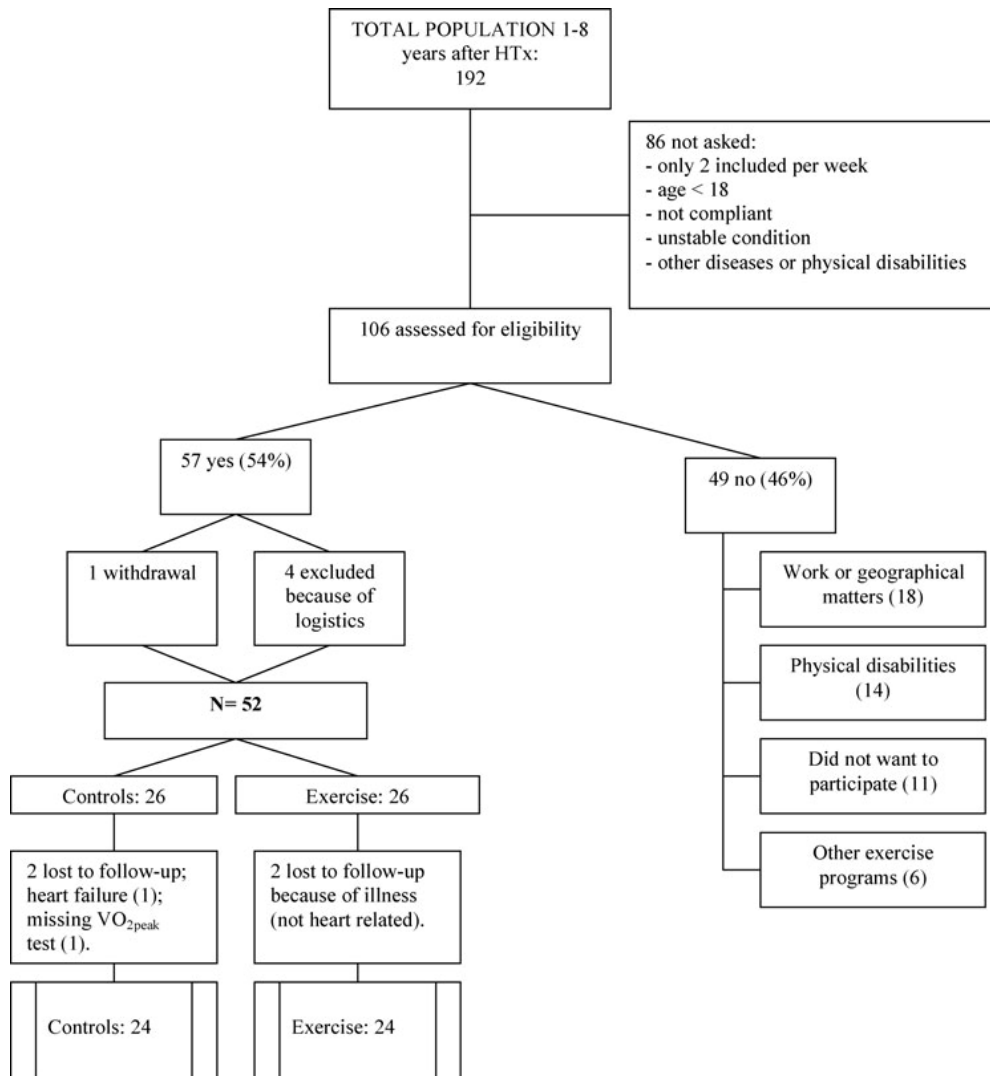 TOTAL POPULATION 1-8
years after HTx:
192
86 not asked:
- only 2 included per week
- age < 18
- not compliant
- unstable condition
- other diseases or physical disabilities
106 assessed for eligibility
57 yes (54%)
49 no (46%)
1 withdrawal
4 excluded
because of
logistics
Work or geographical
matters (18)
Physical disabilities
(14)
N= 52
Did not want to
participate (11)
Controls: 26
Exercise: 26
Other exercise
programs (6)
2 lost to follow-up;
heart failure (1);
missing VO2peak
test (1).
2 lost to follow-up
because of illness
(not heart related).
Controls: 24
Exercise: 24